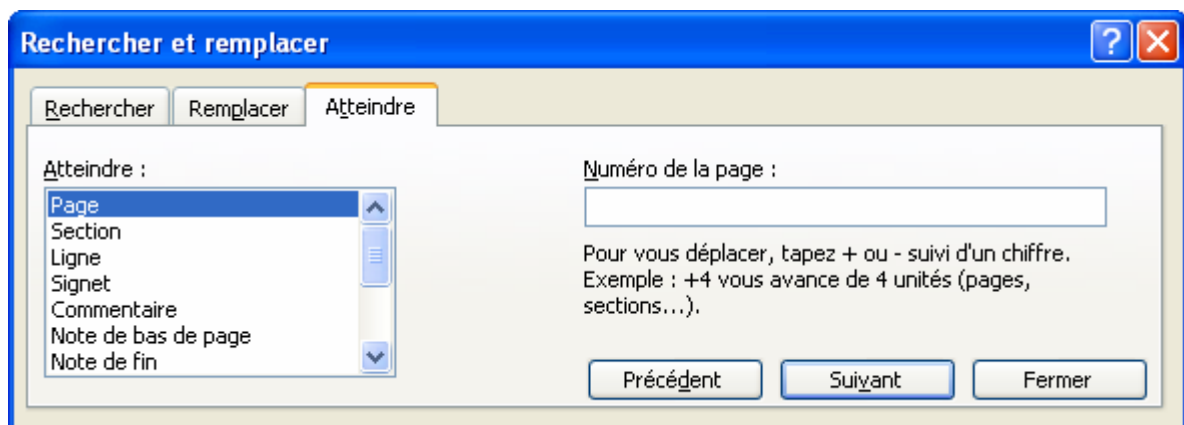 Rechercher et remplacer
?
Rechercher Remplacer Atteindre
Atteindre :
Page
Section
Ligne
Signet
Commentaire
Note de bas de page
Note de fin
Numéro de la page :
Pour vous déplacer, tapez + ou - suivi d'un chiffre.
Exemple : +4 vous avance de 4 unités (pages,
sections...).
Précédent Suivant Fermer